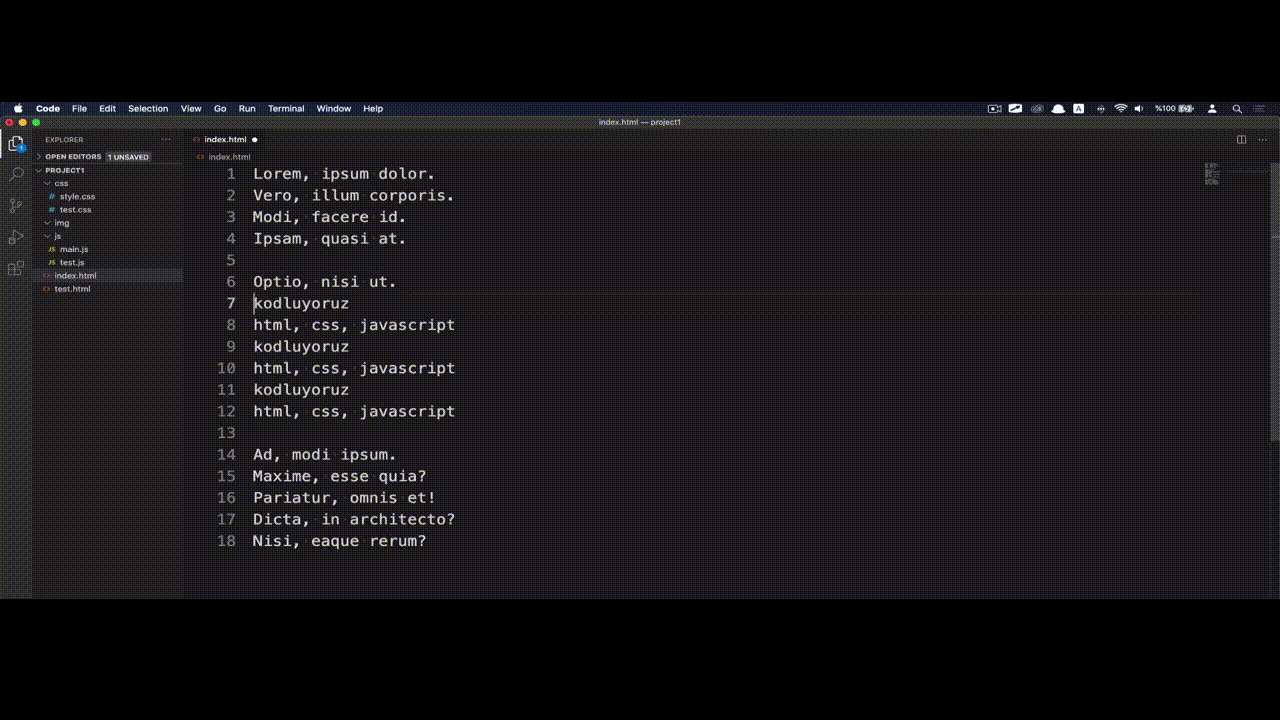 Code File Edit Selection View Go Run Terminal Window Help A %100
index.html — project1
EXPLORER ···
index.html
OPEN EDITORS 1 UNSAVED
index.html
PROJECT1
css
# style.css
# test.css
img
js
JS main.js
JS test.js
<> index.html
<> test.html
1 Lorem, ipsum dolor.
2 Vero, illum corporis.
3 Modi, facere id.
4 Ipsam, quasi at.
5
6 Optio, nisi ut.
7 kodluyoruz
8 html, css, javascript
9 kodluyoruz
10 html, css, javascript
11 kodluyoruz
12 html, css, javascript
13
14 Ad, modi ipsum.
15 Maxime, esse quia?
16 Pariatur, omnis et!
17 Dicta, in architecto?
18 Nisi, eaque rerum?